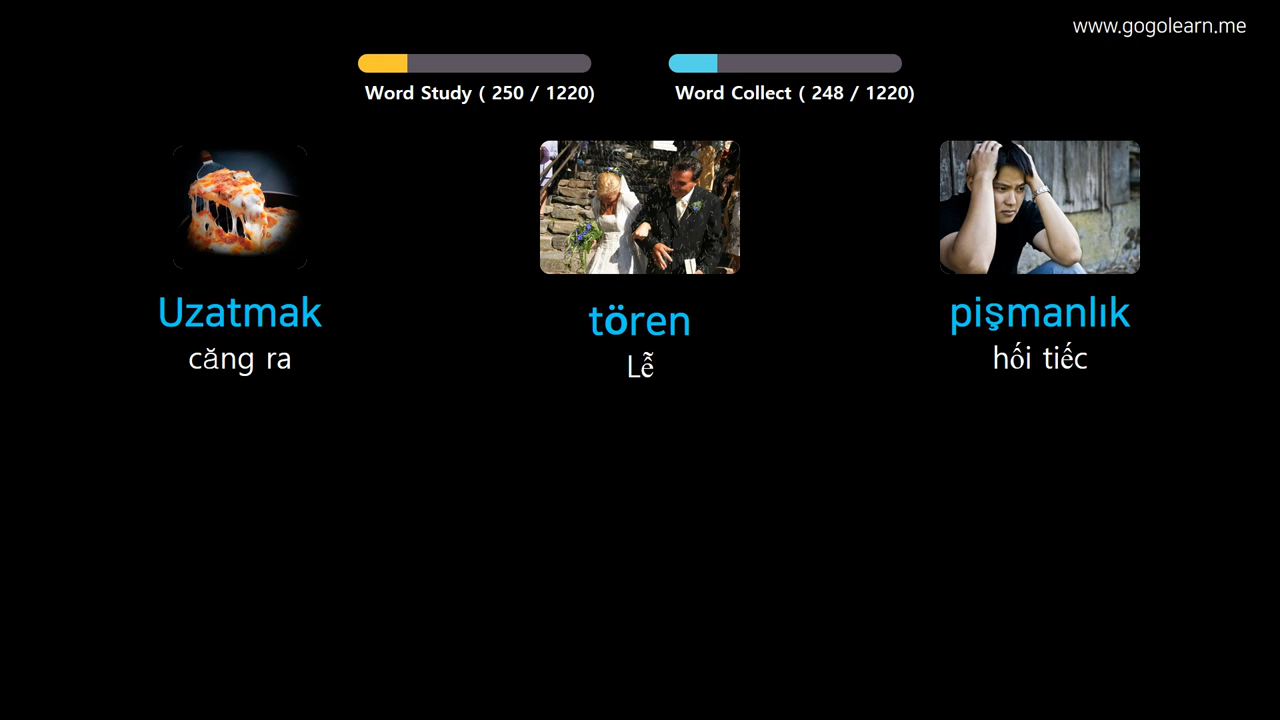 www.gogolearn.me
Word Study ( 250 / 1220)
Word Collect ( 248 / 1220)
Uzatmak
căng ra
tören
Lễ
pişmanlık
hối tiếc